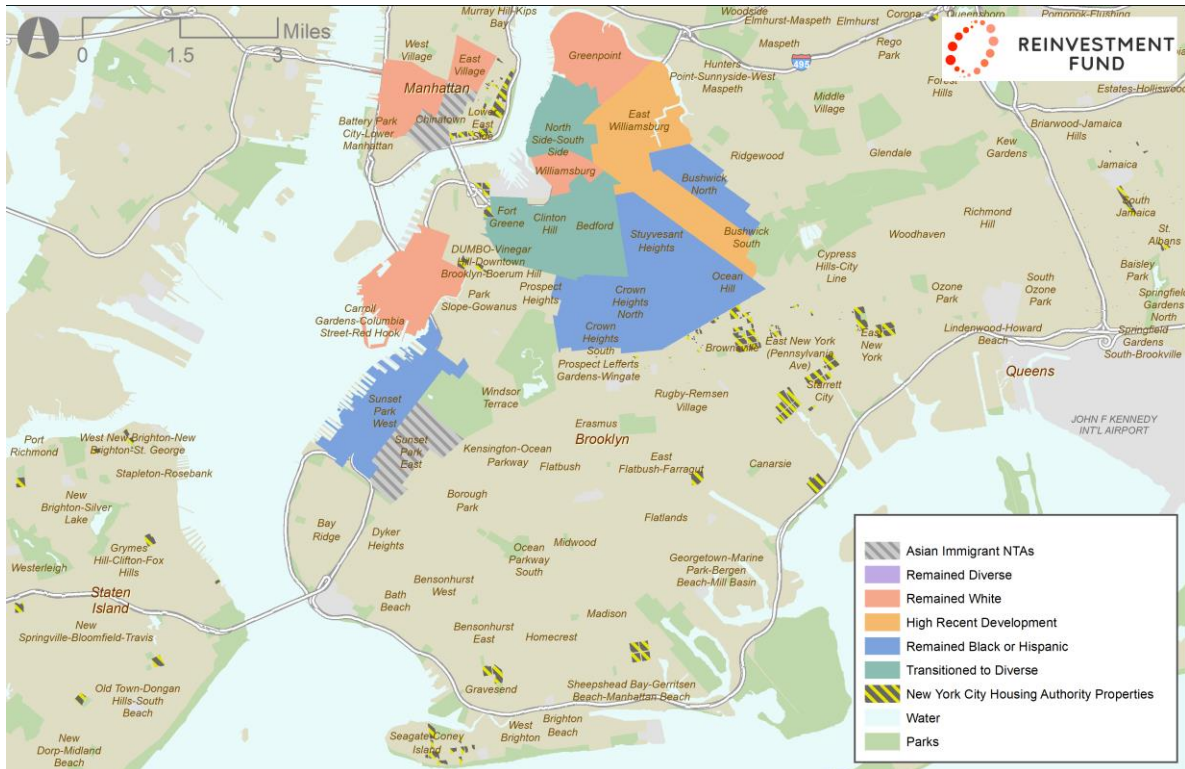 Murray Hill-Kips
Bay
Woodside
Elmhurst-Maspeth
Elmhurst
Corona
Queensboro
Pomonok-Flushing
0
1.5
3
Miles
REINVESTMENT
FUND
West
Village
East
Village
Greenpoint
Maspeth
Rego
Park
495
Hunters
Point-Sunnyside-West
Maspeth
Forest
Hills
Estates-Holliswood
Manhattan
Middle
Village
Battery Park
City-Lower
Manhattan
Chinatown
Lower
East
Side
East
Williamsburg
Briarwood-Jamaica
Hills
North
Side-South
Side
Kew
Gardens
Ridgewood
Glendale
Jamaica
Williamsburg
Bushwick
North
South
Jamaica
Fort
Greene
Clinton
Hill
Bedford
Stuyvesant
Heights
Bushwick
South
Richmond
Hill
Woodhaven
St.
Albans
DUMBO-Vinegar
Hill-Downtown
Brooklyn-Boerum Hill
Cypress
Hills-City
Line
Baisley
Park
Park
Slope-Gowanus
Prospect
Heights
Crown
Heights
North
Ocean
Hill
Ozone
Park
South
Ozone
Park
Springfield
Gardens
North
Carroll
Gardens-Columbia
Street-Red Hook
Crown
Heights
South
Lindenwood-Howard
Beach
Springfield
Gardens
South-Brookville
Prospect Lefferts
Gardens-Wingate
Brownsville
East New York
(Pennsylvania
Ave)
East
New
York
Queens
Sunset
Park
West
Windsor
Terrace
Rugby-Remsen
Village
Starrett
City
Erasmus
Brooklyn
JOHN F KENNEDY
INT'L AIRPORT
Port
Richmond
West New Brighton-New
Brighton-St. George
Stapleton-Rosebank
Sunset
Park
East
Kensington-Ocean
Parkway
Flatbush
East
Flatbush-Farragut
Canarsie
New
Brighton-Silver
Lake
Borough
Park
Flatlands
Bay
Ridge
Dyker
Heights
Grymes
Hill-Clifton-Fox
Hills
Ocean
Parkway
South
Midwood
Georgetown-Marine
Park-Bergen
Beach-Mill Basin
Westerleigh
Staten
Island
Bath
Beach
Bensonhurst
West
Madison
New
Springville-Bloomfield-Travis
Bensonhurst
East
Homecrest
Gravesend
Sheepshead Bay-Gerritsen
Beach-Manhattan Beach
Old Town-Dongan
Hills-South
Beach
West
Brighton
Brighton
Beach
Seagate-Coney
Island
New
Dorp-Midland
Beach
Asian Immigrant NTAs
Remained Diverse
Remained White
High Recent Development
Remained Black or Hispanic
Transitioned to Diverse
New York City Housing Authority Properties
Water
Parks